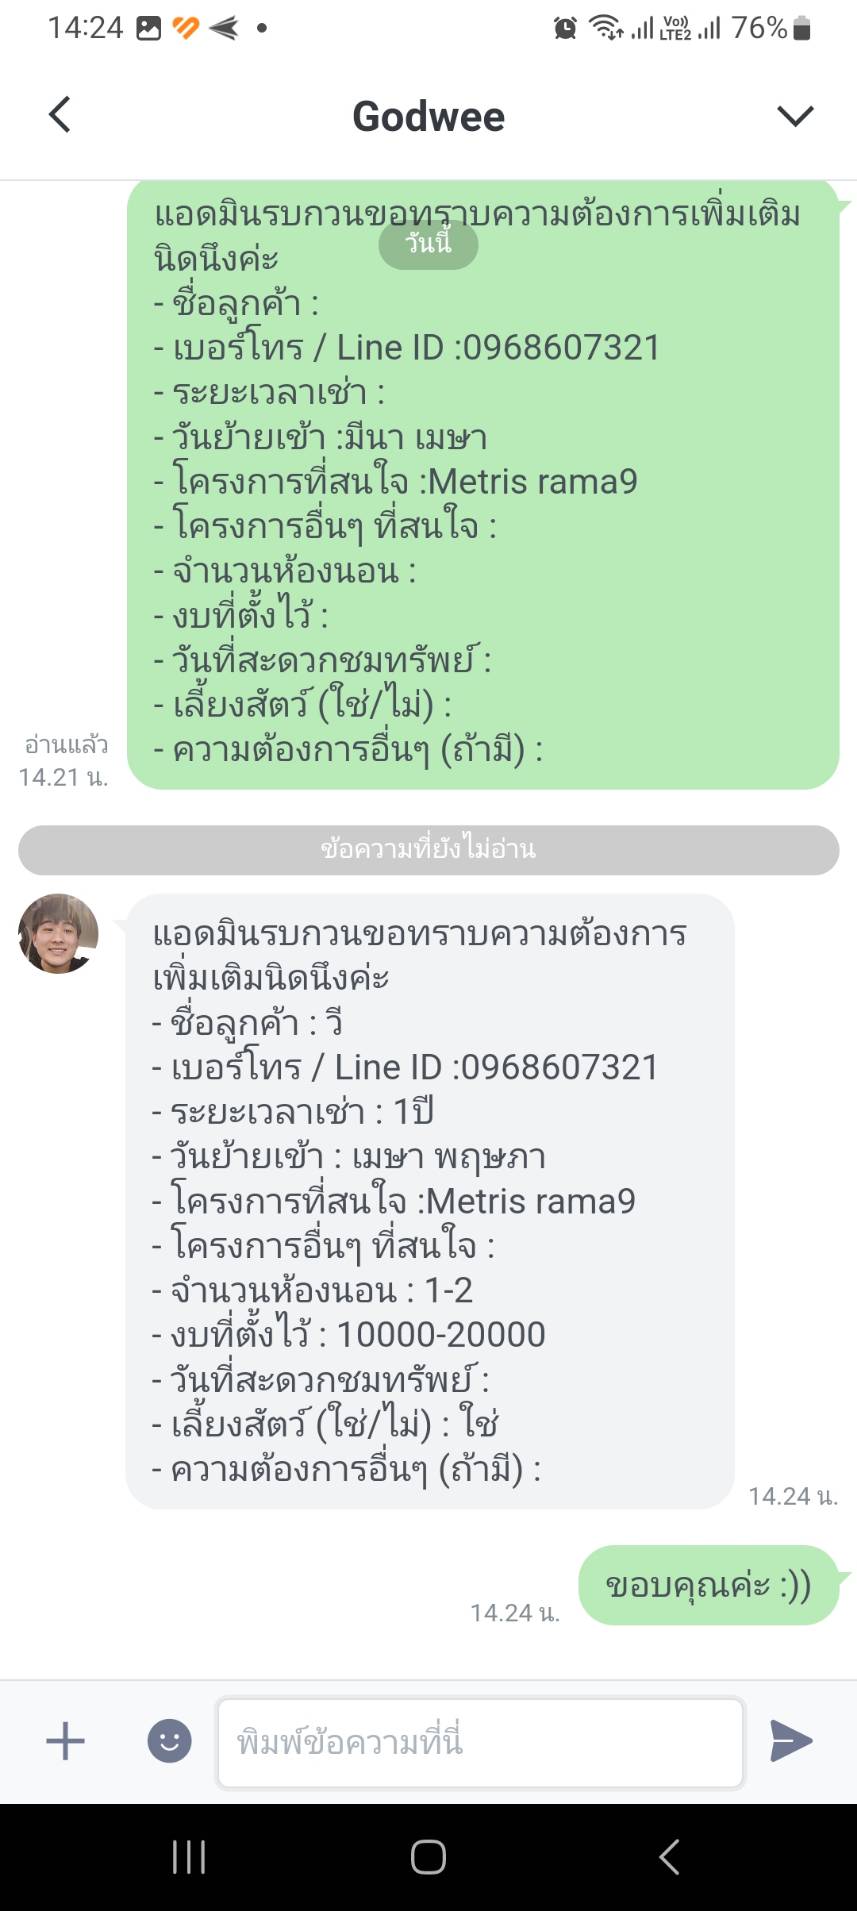 14:24
Vo))
LTE2
76%
Godwee
แอดมินรบกวนขอทราบความต้องการเพิ่มเติม
นิดนึงค่ะ
วันนี้
- ชื่อลูกค้า :
- เบอร์โทร / Line ID :0968607321
- ระยะเวลาเช่า :
- วันย้ายเข้า :มีนา เมษา
- โครงการที่สนใจ :Metris rama9
- โครงการอื่นๆ ที่สนใจ :
- จำนวนห้องนอน :
- งบที่ตั้งไว้ :
- วันที่สะดวกชมทรัพย์ :
- เลี้ยงสัตว์ (ใช่/ไม่) :
- ความต้องการอื่นๆ (ถ้ามี) :
อ่านแล้ว
14.21 น.
ข้อความที่ยังไม่อ่าน
แอดมินรบกวนขอทราบความต้องการ
เพิ่มเติมนิดนึงค่ะ
- ชื่อลูกค้า : วี
- เบอร์โทร / Line ID :0968607321
- ระยะเวลาเช่า : 1ปี
- วันย้ายเข้า : เมษา พฤษภา
- โครงการที่สนใจ :Metris rama9
- โครงการอื่นๆ ที่สนใจ :
- จำนวนห้องนอน : 1-2
- งบที่ตั้งไว้ : 10000-20000
- วันที่สะดวกชมทรัพย์ :
- เลี้ยงสัตว์ (ใช่/ไม่) : ใช่
- ความต้องการอื่นๆ (ถ้ามี) :
14.24 น.
ขอบคุณค่ะ :))
14.24 น.
พิมพ์ข้อความที่นี่